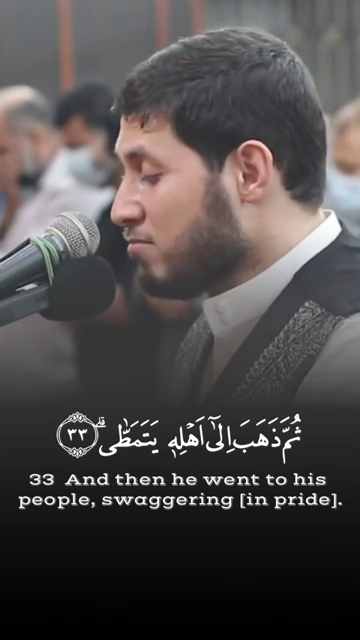 ثُمَّ ذَهَبَ إِلَىٰٓ أَهْلِهِۦ يَتَمَطَّىٰٓ ۖ ٣٣
33 And then he went to his
people, swaggering [in pride].